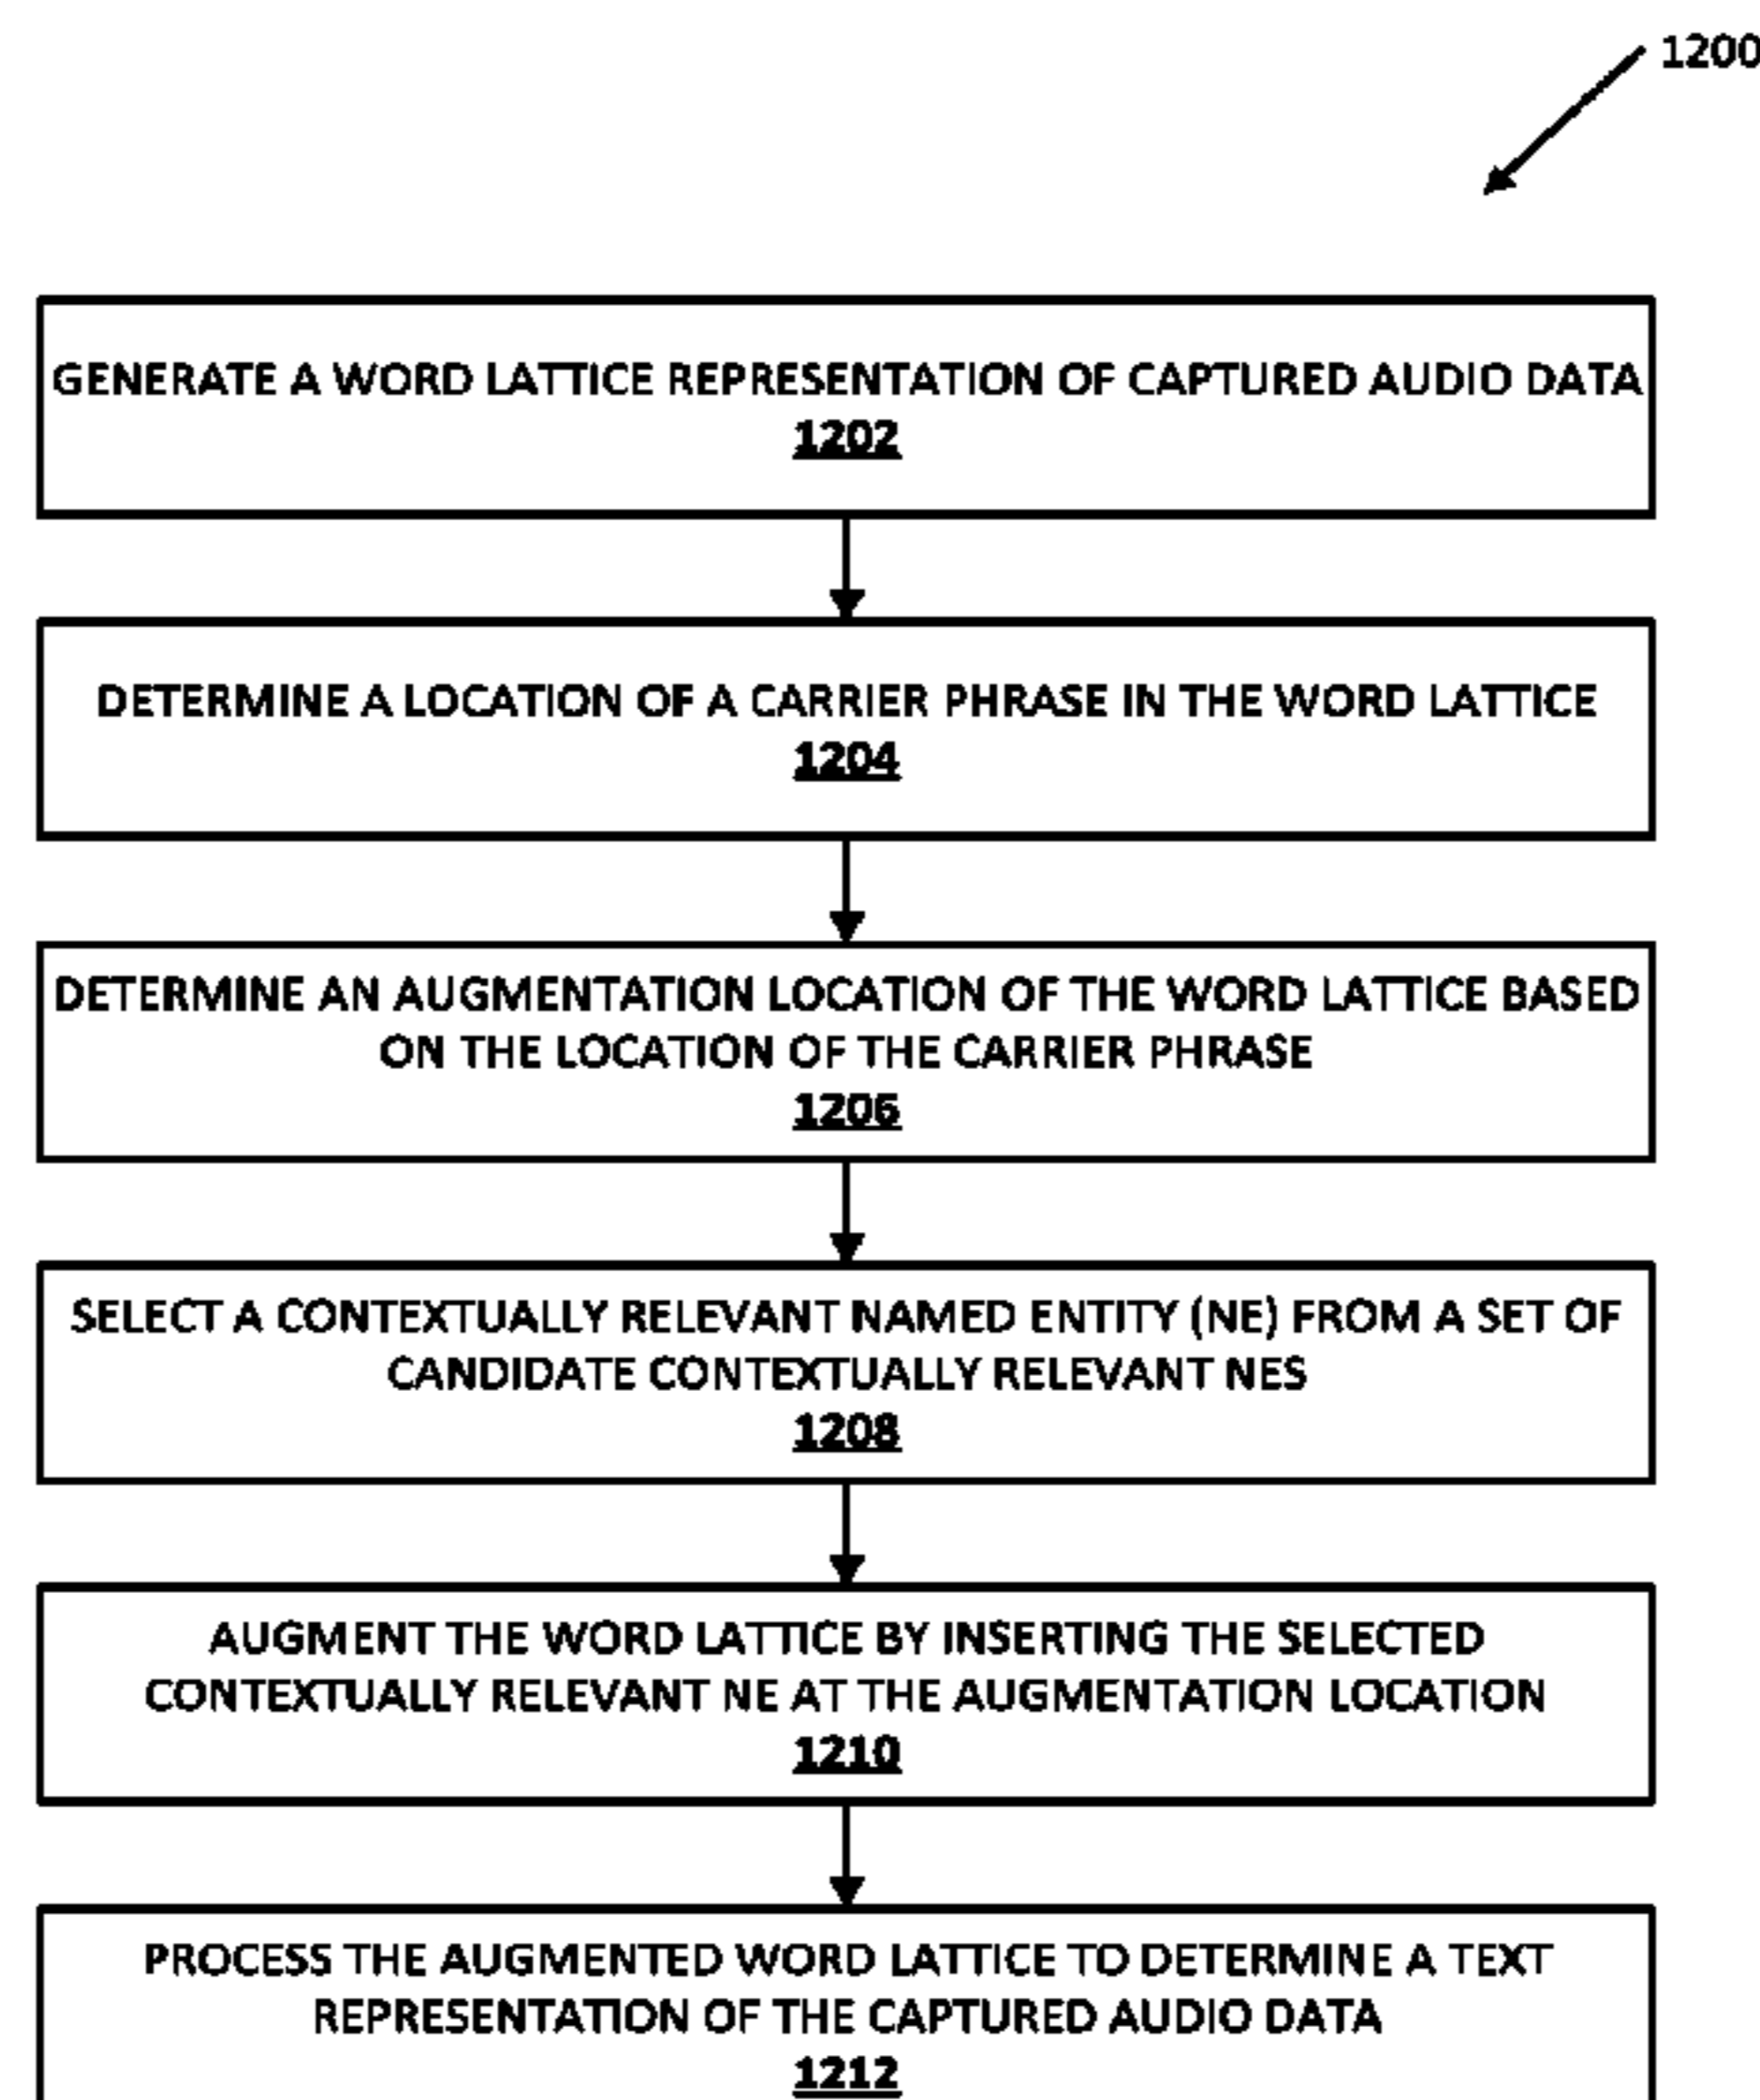 1200
GENERATE A WORD LATTICE REPRESENTATION OF CAPTURED AUDIO DATA
1202
DETERMINE A LOCATION OF A CARRIER PHRASE IN THE WORD LATTICE
1204
DETERMINE AN AUGMENTATION LOCATION OF THE WORD LATTICE BASED
ON THE LOCATION OF THE CARRIER PHRASE
1206
SELECT A CONTEXTUALLY RELEVANT NAMED ENTITY (NE) FROM A SET OF
CANDIDATE CONTEXTUALLY RELEVANT NES
1208
AUGMENT THE WORD LATTICE BY INSERTING THE SELECTED
CONTEXTUALLY RELEVANT NE AT THE AUGMENTATION LOCATION
1210
PROCESS THE AUGMENTED WORD LATTICE TO DETERMINE A TEXT
REPRESENTATION OF THE CAPTURED AUDIO DATA
1212